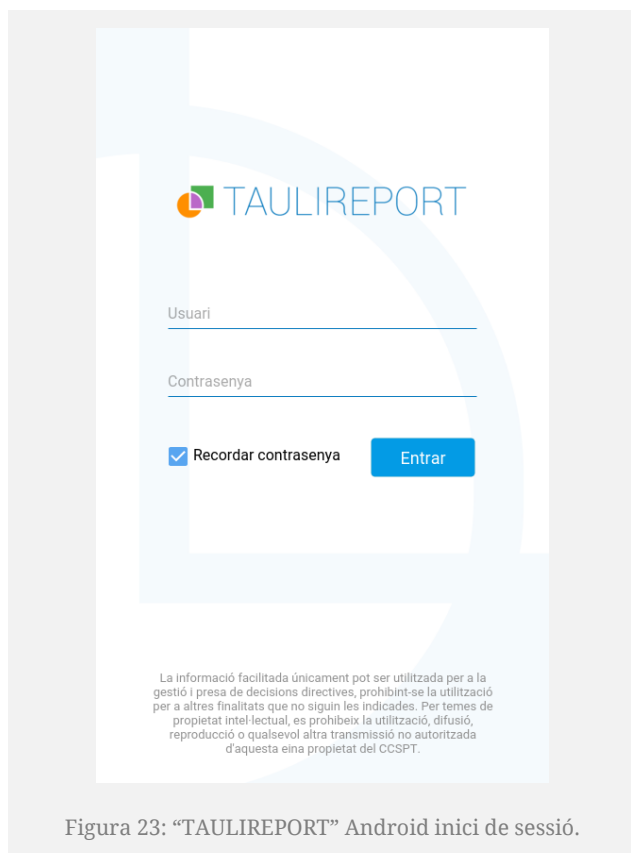 TAULIREPORT
Usuari
Contrasenya
Recordar contrasenya
Entrar
La informació facilitada únicament pot ser utilitzada per a la
gestió i presa de decisions directives, prohibint-se la utilització
per a altres finalitats que no siguin les indicades. Per temes de
propietat intel·lectual, es prohibeix la utilització, difusió,
reproducció o qualsevol altra transmissió no autoritzada
d'aquesta eina propietat del CCSPT.
Figura 23: “TAULIREPORT” Android inici de sessió.